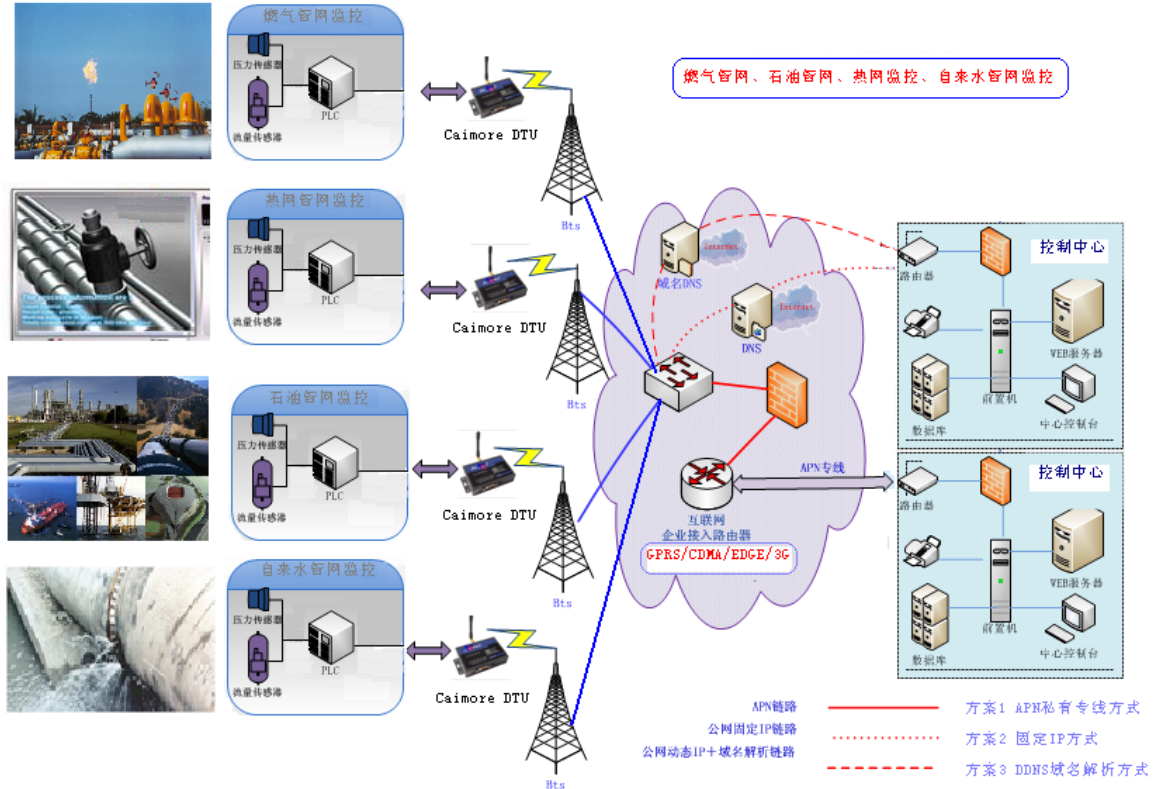 燃气管网、石油管网、热网监控、自来水管网监控
燃气管网监控
压力传感器
流量传感器
PLC
Caimore DTU
Bts
热网管网监控
压力传感器
流量传感器
PLC
Caimore DTU
Bts
石油管网监控
压力传感器
流量传感器
PLC
Caimore DTU
Bts
自来水管网监控
压力传感器
流量传感器
PLC
Caimore DTU
Bts
Internet
域名DNS
Internet
DNS
互联网
企业接入路由器
GPRS/CDMA/EDGE/3G
APN专线
控制中心
路由器
WEB服务器
前置机
数据库
中心控制台
控制中心
路由器
WEB服务器
前置机
数据库
中心控制台
APN链路
方案1 APN私有专线方式
公网固定IP链路
方案2 固定IP方式
公网动态IP+域名解析链路
方案3 DDNS域名解析方式